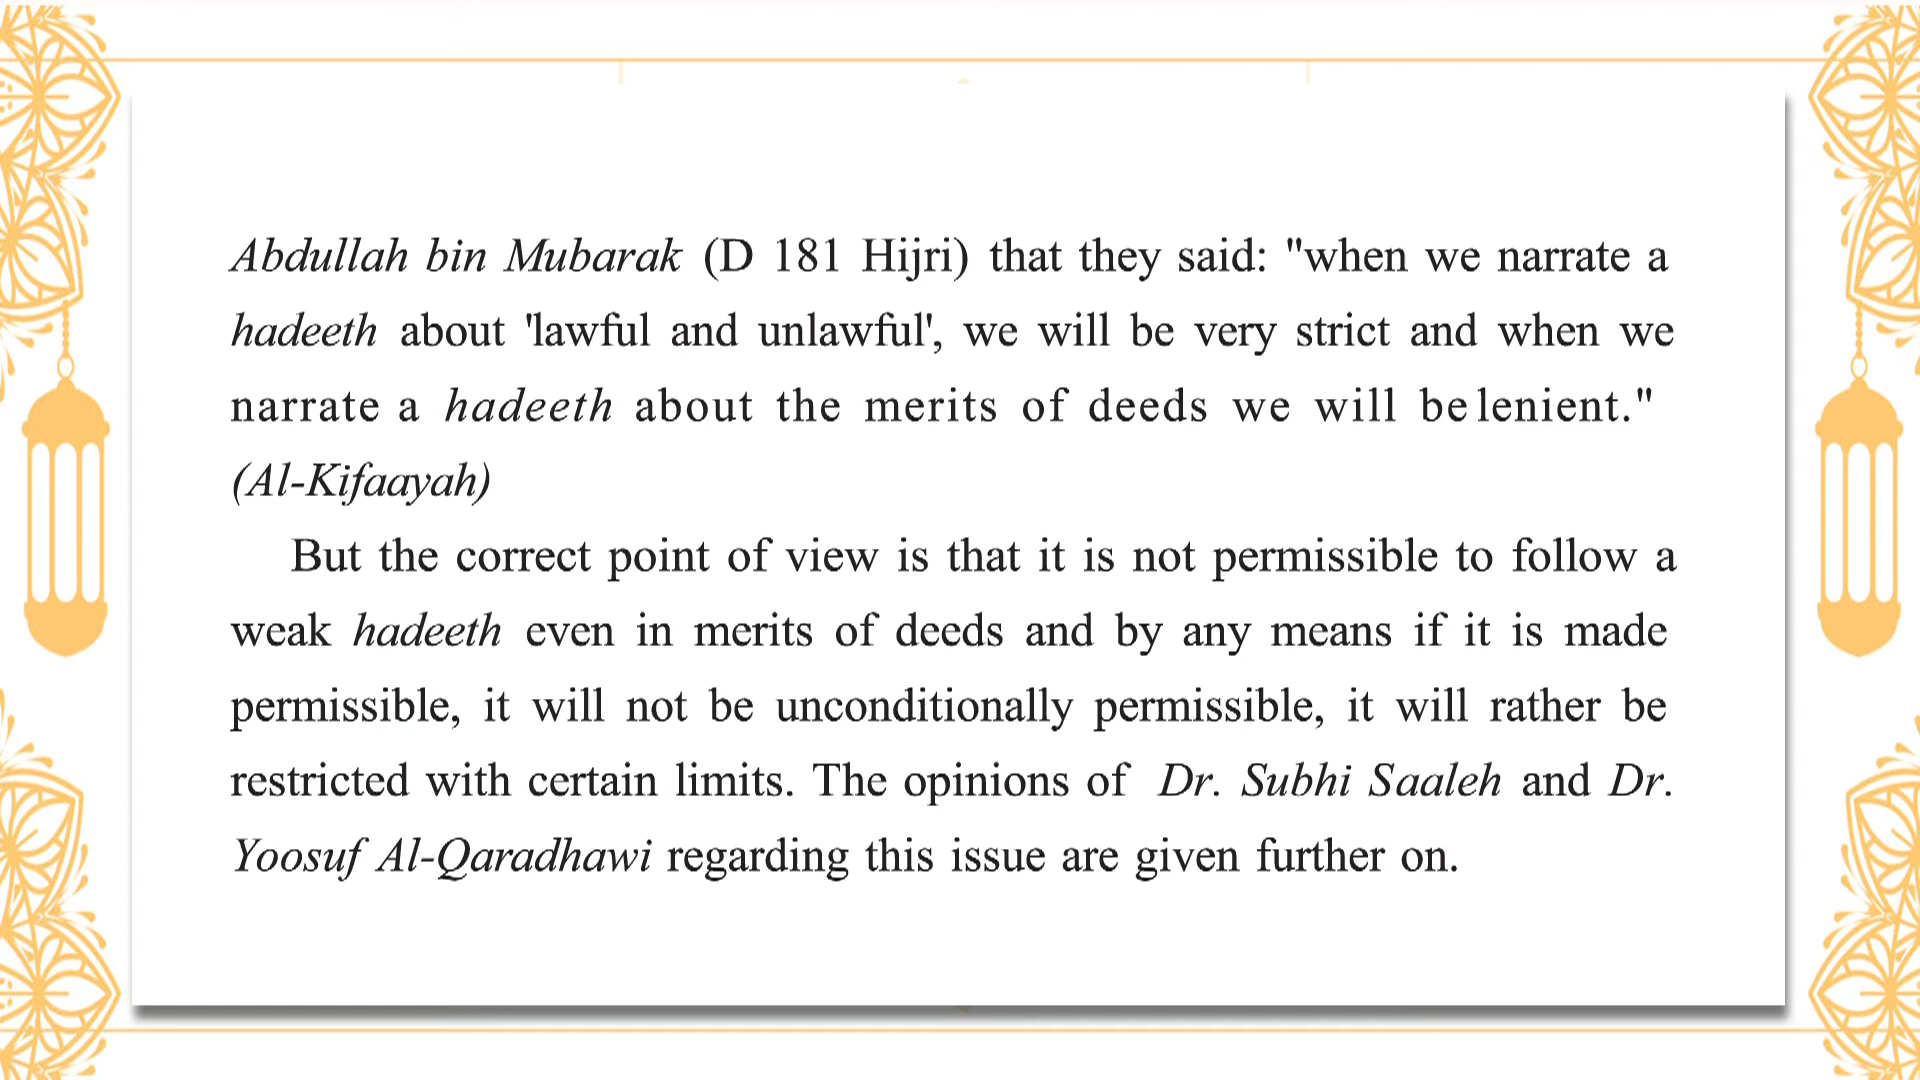 Abdullah bin Mubarak (D 181 Hijri) that they said: "when we narrate a
hadeeth about 'lawful and unlawful', we will be very strict and when we
narrate a hadeeth about the merits of deeds we will be lenient."
(Al-Kifaayah)
But the correct point of view is that it is not permissible to follow a
weak hadeeth even in merits of deeds and by any means if it is made
permissible, it will not be unconditionally permissible, it will rather be
restricted with certain limits. The opinions of Dr. Subhi Saaleh and Dr.
Yoosuf Al-Qaradhawi regarding this issue are given further on.